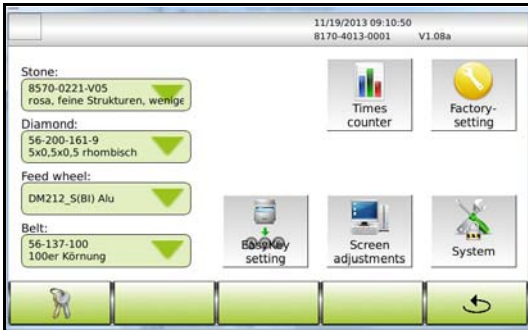 11/19/2013 09:10:50
8170-4013-0001 V1.08a
Stone:
8570-0221-V05
rosa, feine Strukturen, wenige
Diamond:
56-200-161-9
5x0,5x0,5 rhombisch
Feed wheel:
DM212_S(BI) Alu
Belt:
56-137-100
100er Körnung
Times
counter
Factory-
setting
EasyKey
setting
Screen
adjustments
System